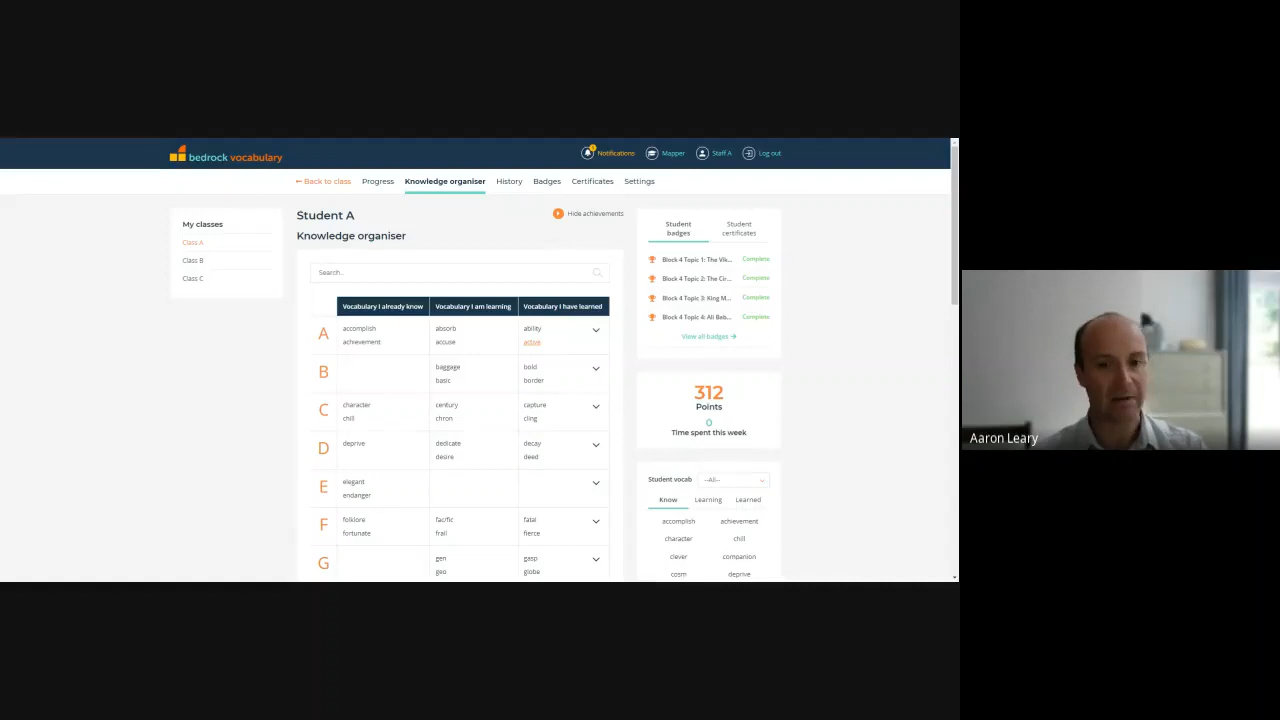 bedrock vocabulary
1
Notifications Mapper Staff A Log out
← Back to class Progress Knowledge organiser History Badges Certificates Settings
My classes
Class A
Class B
Class C
Student A
Hide achievements
Knowledge organiser
Search..
Vocabulary I already know Vocabulary I am learning Vocabulary I have learned
A
accomplish absorb ability
achievement accuse active
B
baggage bold
basic border
C
character century capture
chill chron cling
D
deprive dedicate decay
desire deed
E
elegant
endanger
F
folklore fac/fic fatal
fortunate frail fierce
G
gen gasp
geo globe
Student badges Student certificates
Block 4 Topic 1: The Vik... Complete
Block 4 Topic 2: The Cir... Complete
Block 4 Topic 3: King M... Complete
Block 4 Topic 4: Ali Bab... Complete
View all badges →
312
Points
0
Time spent this week
Student vocab --All--
Know Learning Learned
accomplish achievement
character chill
clever companion
cosm deprive
Aaron Leary